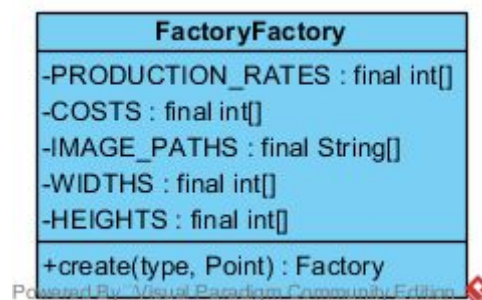 FactoryFactory
-PRODUCTION_RATES : final int[]
-COSTS : final int[]
-IMAGE_PATHS : final String[]
-WIDTHS : final int[]
-HEIGHTS : final int[]
+create(type, Point) : Factory
Powered By Visual Paradigm Community Edition